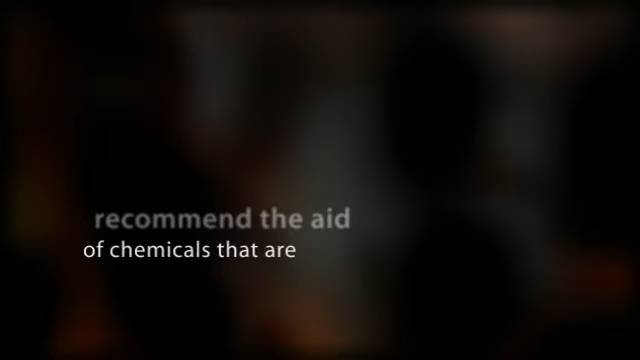 recommend the aid
of chemicals that are